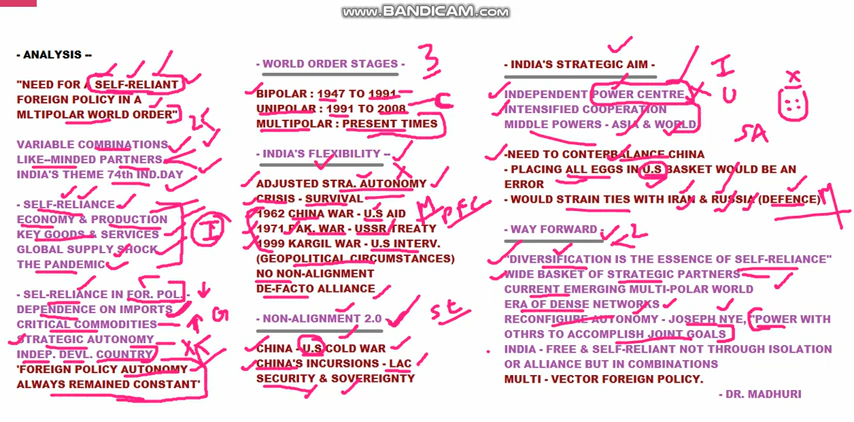 www.BANDICAM.com
- ANALYSIS --
"NEED FOR A SELF-RELIANT
FOREIGN POLICY IN A
MLTIPOLAR WORLD ORDER"
VARIABLE COMBINATIONS
LIKE--MINDED PARTNERS
INDIA'S THEME 74th IND.DAY
- SELF-RELIANCE
ECONOMY & PRODUCTION
KEY GOODS & SERVICES
GLOBAL SUPPLY SHOCK
THE PANDEMIC
I
- SEL-RELIANCE IN FOR. POL.
DEPENDENCE ON IMPORTS
CRITICAL COMMODITIES
STRATEGIC AUTONOMY
INDEP. DEVL. COUNTRY
'FOREIGN POLICY AUTONOMY
ALWAYS REMAINED CONSTANT'
G
- WORLD ORDER STAGES -
3
BIPOLAR : 1947 TO 1991
UNIPOLAR : 1991 TO 2008
MULTIPOLAR : PRESENT TIMES
- INDIA'S FLEXIBILITY --
ADJUSTED STRA. AUTONOMY
CRISIS - SURVIVAL
1962 CHINA WAR - U.S AID
1971 PAK. WAR - USSR TREATY
1999 KARGIL WAR - U.S INTERV.
(GEOPOLITICAL CIRCUMSTANCES)
NO NON-ALIGNMENT
DE-FACTO ALLIANCE
- NON-ALIGNMENT 2.0
CHINA - U.S COLD WAR
CHINA'S INCURSIONS - LAC
SECURITY & SOVEREIGNTY
- INDIA'S STRATEGIC AIM -
I
U
INDEPENDENT POWER CENTRE
INTENSIFIED COOPERATION
MIDDLE POWERS - ASIA & WORLD
SA
-NEED TO CONTERBALANCE CHINA
- PLACING ALL EGGS IN U.S BASKET WOULD BE AN
ERROR
- WOULD STRAIN TIES WITH IRAN & RUSSIA (DEFENCE)
M
- WAY FORWARD -
2
"DIVERSIFICATION IS THE ESSENCE OF SELF-RELIANCE"
WIDE BASKET OF STRATEGIC PARTNERS
CURRENT EMERGING MULTI-POLAR WORLD
ERA OF DENSE NETWORKS
RECONFIGURE AUTONOMY - JOSEPH NYE, "POWER WITH
OTHRS TO ACCOMPLISH JOINT GOALS
INDIA - FREE & SELF-RELIANT NOT THROUGH ISOLATION
OR ALLIANCE BUT IN COMBINATIONS
MULTI - VECTOR FOREIGN POLICY.
- DR. MADHURI